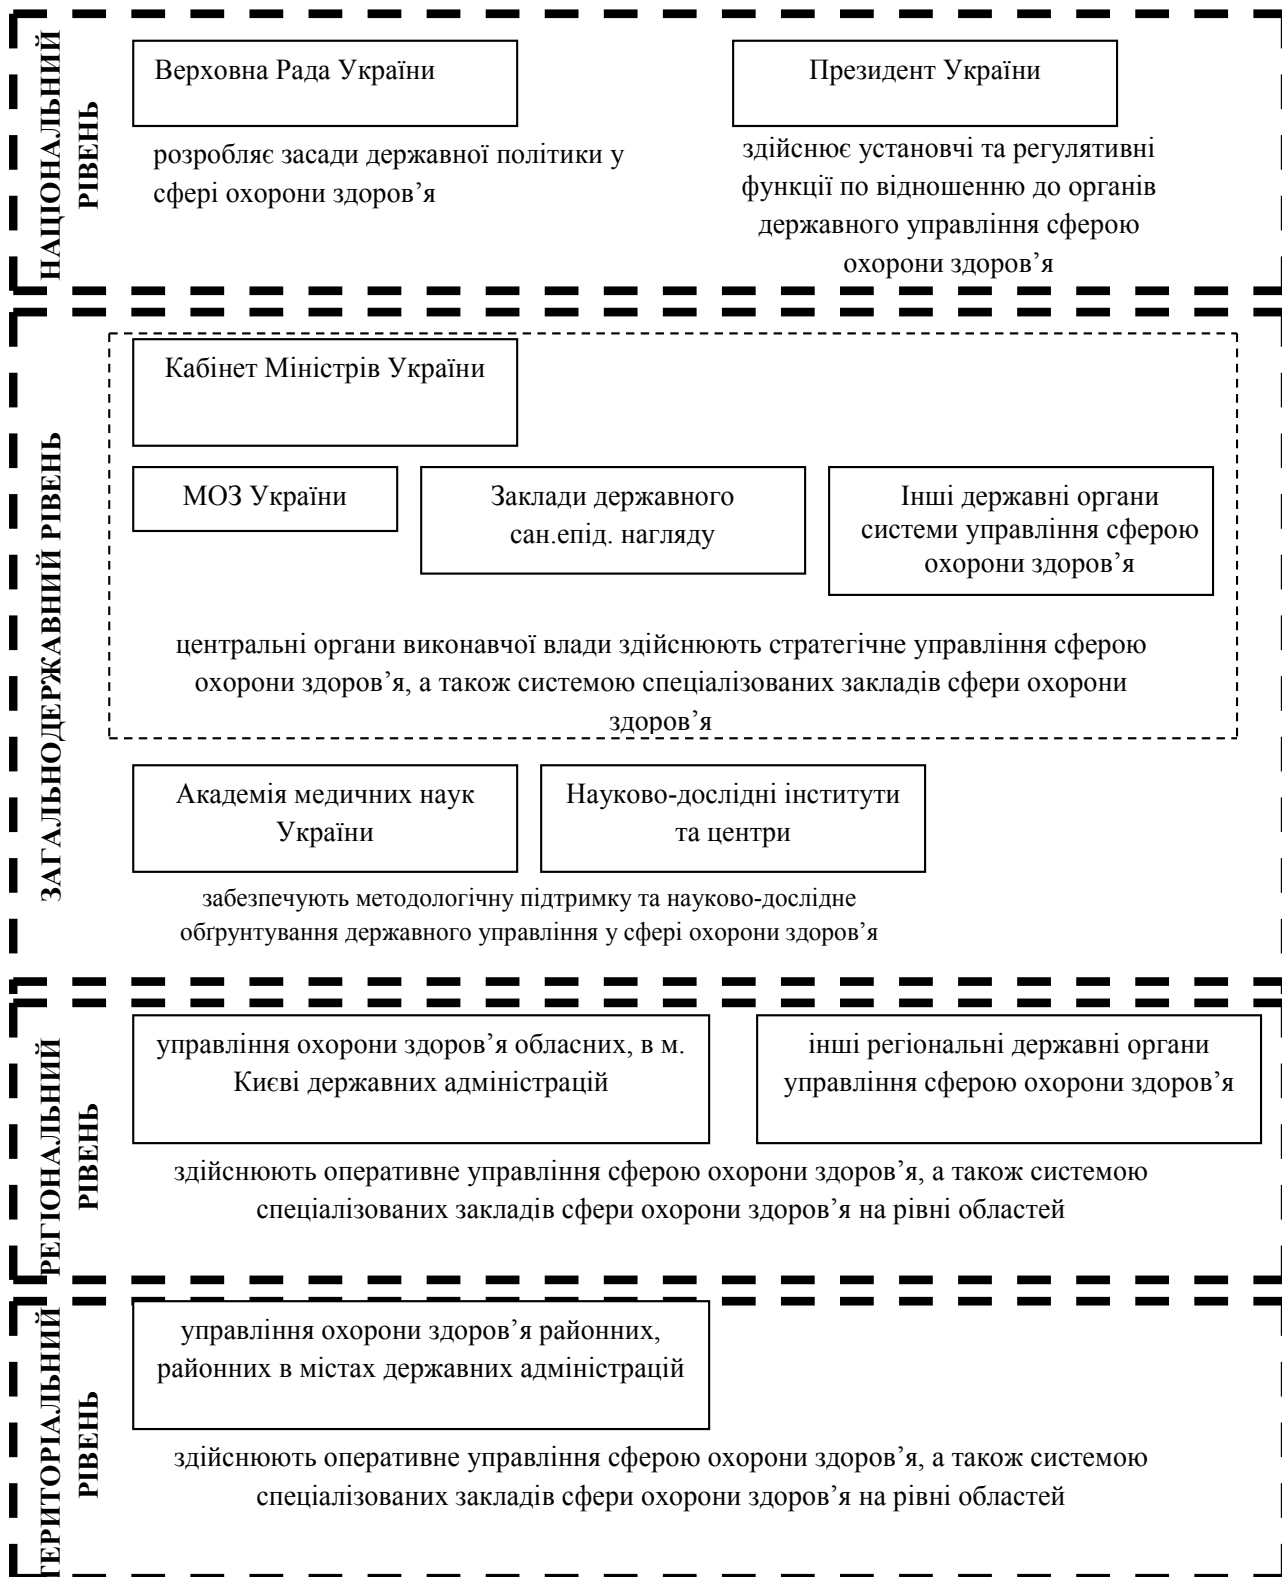 НАЦІОНАЛЬНИЙ
РІВЕНЬ
Верховна Рада України
розробляє засади державної політики у
сфері охорони здоров’я
Президент України
здійснює установчі та регулятивні
функції по відношенню до органів
державного управління сферою
охорони здоров’я
ЗАГАЛЬНОДЕРЖАВНИЙ РІВЕНЬ
Кабінет Міністрів України
МОЗ України
Заклади державного
сан.епід. нагляду
Інші державні органи
системи управління сферою
охорони здоров’я
центральні органи виконавчої влади здійснюють стратегічне управління сферою
охорони здоров’я, а також системою спеціалізованих закладів сфери охорони
здоров’я
Академія медичних наук
України
Науково-дослідні інститути
та центри
забезпечують методологічну підтримку та науково-дослідне
обґрунтування державного управління у сфері охорони здоров’я
РЕГІОНАЛЬНИЙ
РІВЕНЬ
управління охорони здоров’я обласних, в м.
Києві державних адміністрацій
інші регіональні державні органи
управління сферою охорони здоров’я
здійснюють оперативне управління сферою охорони здоров’я, а також системою
спеціалізованих закладів сфери охорони здоров’я на рівні областей
ТЕРИТОРІАЛЬНИЙ
РІВЕНЬ
управління охорони здоров’я районних,
районних в містах державних адміністрацій
здійснюють оперативне управління сферою охорони здоров’я, а також системою
спеціалізованих закладів сфери охорони здоров’я на рівні областей